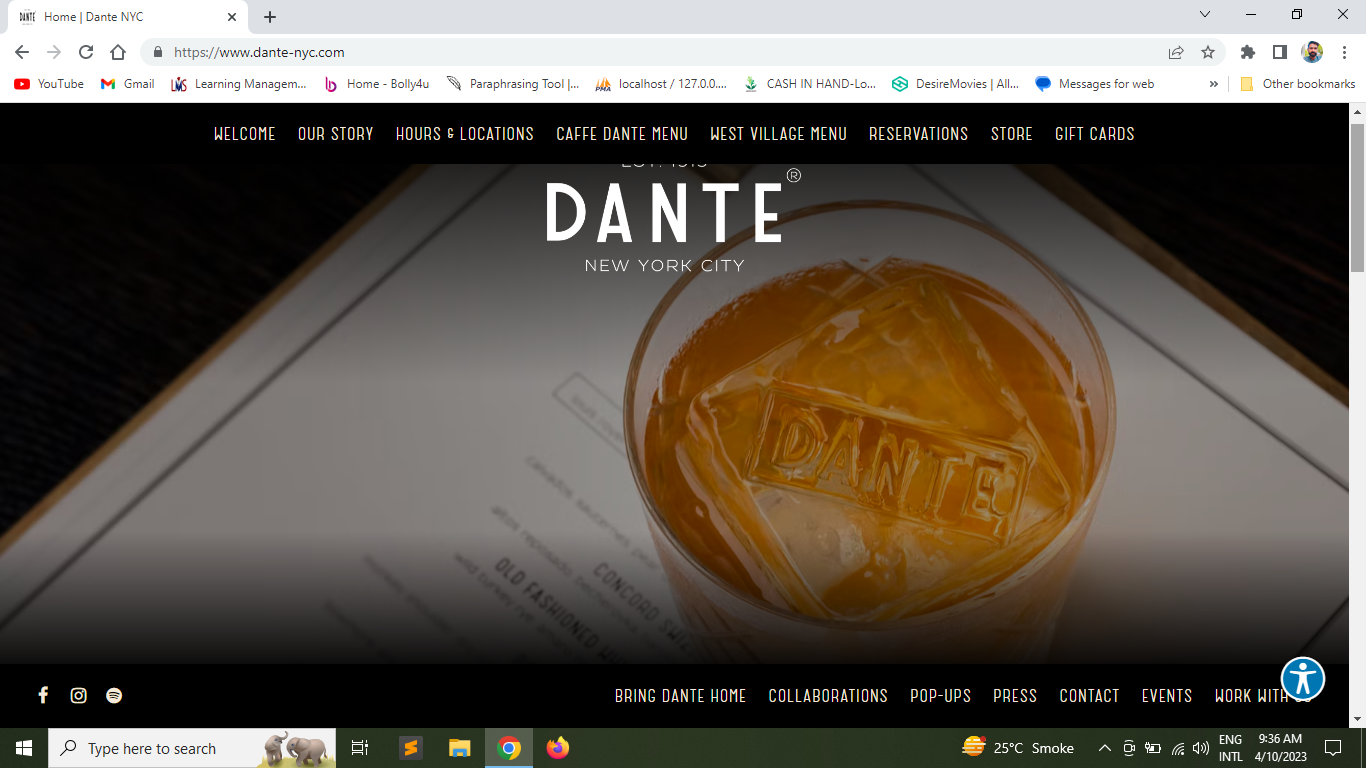 Home | Dante NYC
https://www.dante-nyc.com
YouTube
Gmail
Learning Managem...
Home - Bolly4u
Paraphrasing Tool |...
localhost / 127.0.0....
CASH IN HAND-Lo...
DesireMovies | All...
Messages for web
»
Other bookmarks
WELCOME
OUR STORY
HOURS & LOCATIONS
CAFFE DANTE MENU
WEST VILLAGE MENU
RESERVATIONS
STORE
GIFT CARDS
DANTE®
NEW YORK CITY
DANTE
CONCORD
OLD FASHIONED
BRING DANTE HOME
COLLABORATIONS
POP-UPS
PRESS
CONTACT
EVENTS
WORK WITH
Type here to search
25°C Smoke
ENG
INTL
9:36 AM
4/10/2023